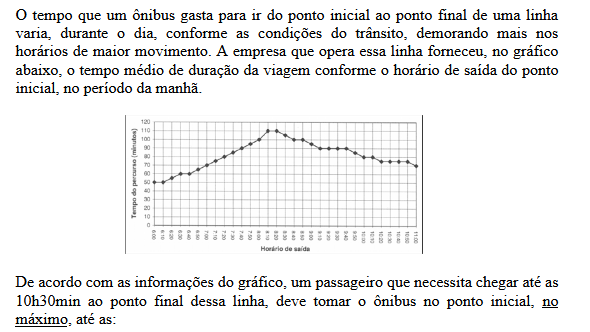 O tempo que um ônibus gasta para ir do ponto inicial ao ponto final de uma linha
varia, durante o dia, conforme as condições do trânsito, demorando mais nos
horários de maior movimento. A empresa que opera essa linha forneceu, no gráfico
abaixo, o tempo médio de duração da viagem conforme o horário de saída do ponto
inicial, no período da manhã.
Tempo do percurso (minutos)
120
110
100
90
80
70
60
50
40
30
20
10
0
Horário de saída
De acordo com as informações do gráfico, um passageiro que necessita chegar até as
10h30min ao ponto final dessa linha, deve tomar o ônibus no ponto inicial, no
máximo, até as: